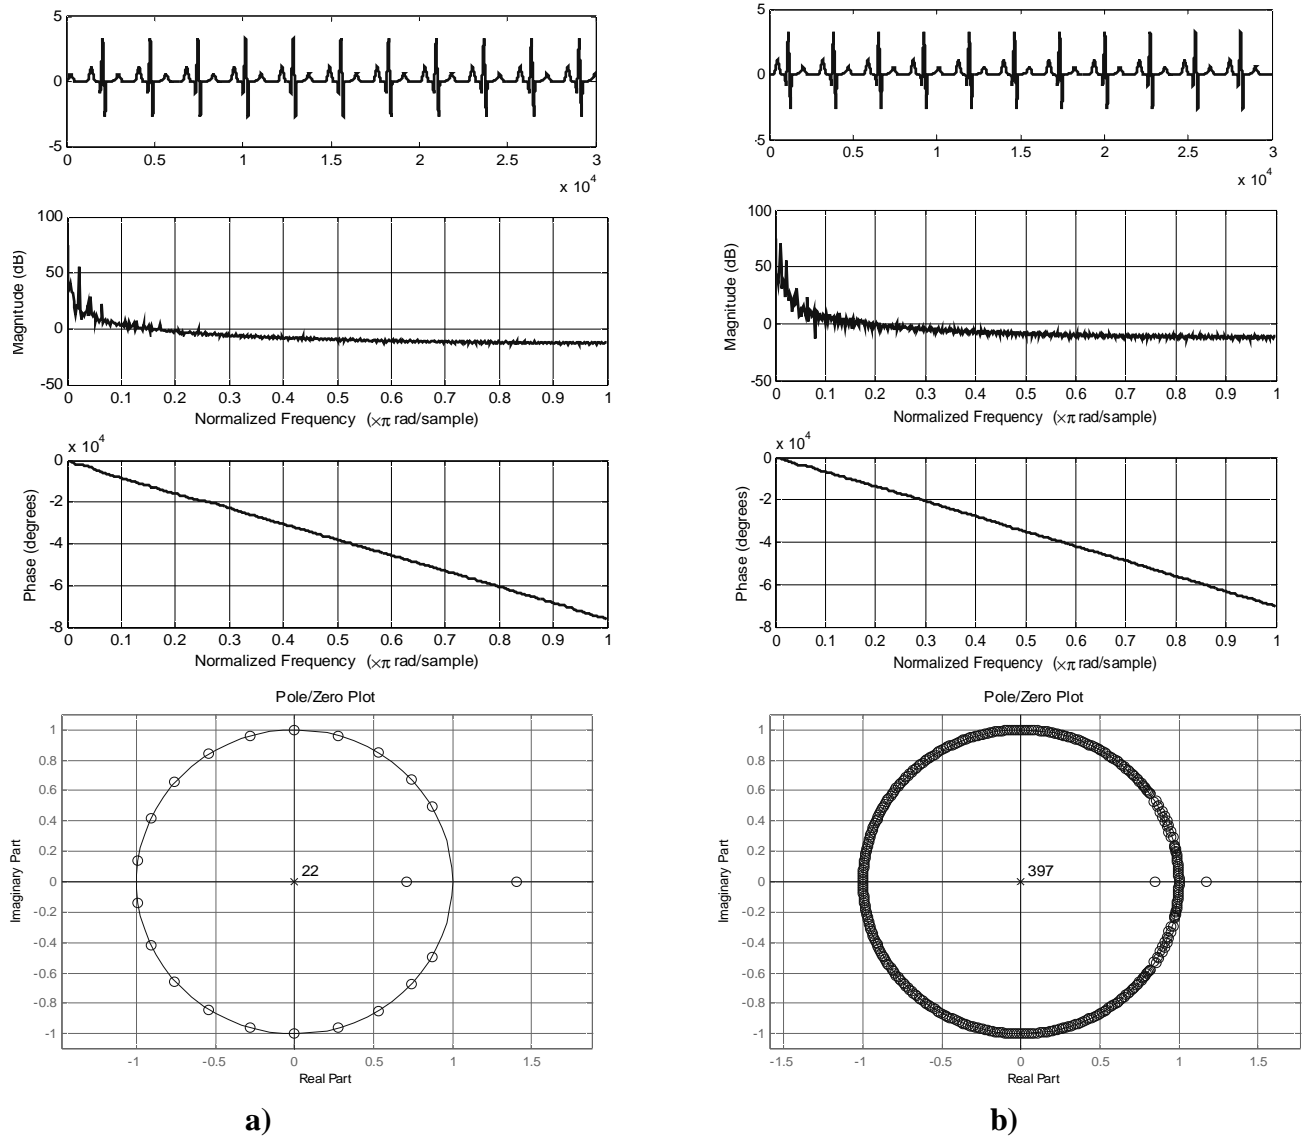 5
0
-5
0 0.5 1 1.5 2 2.5 3
x 10^4
100
50
0
-50
Magnitude (dB)
0 0.1 0.2 0.3 0.4 0.5 0.6 0.7 0.8 0.9 1
Normalized Frequency (×π rad/sample)
x 10^4
0
-2
-4
-6
-8
Phase (degrees)
0 0.1 0.2 0.3 0.4 0.5 0.6 0.7 0.8 0.9 1
Normalized Frequency (×π rad/sample)
Pole/Zero Plot
1
0.8
0.6
0.4
0.2
0
-0.2
-0.4
-0.6
-0.8
-1
Imaginary Part
22
-1 -0.5 0 0.5 1 1.5
Real Part
a)
5
0
-5
0 0.5 1 1.5 2 2.5 3
x 10^4
100
50
0
-50
Magnitude (dB)
0 0.1 0.2 0.3 0.4 0.5 0.6 0.7 0.8 0.9 1
Normalized Frequency (×π rad/sample)
x 10^4
0
-2
-4
-6
-8
Phase (degrees)
0 0.1 0.2 0.3 0.4 0.5 0.6 0.7 0.8 0.9 1
Normalized Frequency (×π rad/sample)
Pole/Zero Plot
1
0.8
0.6
0.4
0.2
0
-0.2
-0.4
-0.6
-0.8
-1
Imaginary Part
397
-1.5 -1 -0.5 0 0.5 1 1.5
Real Part
b)